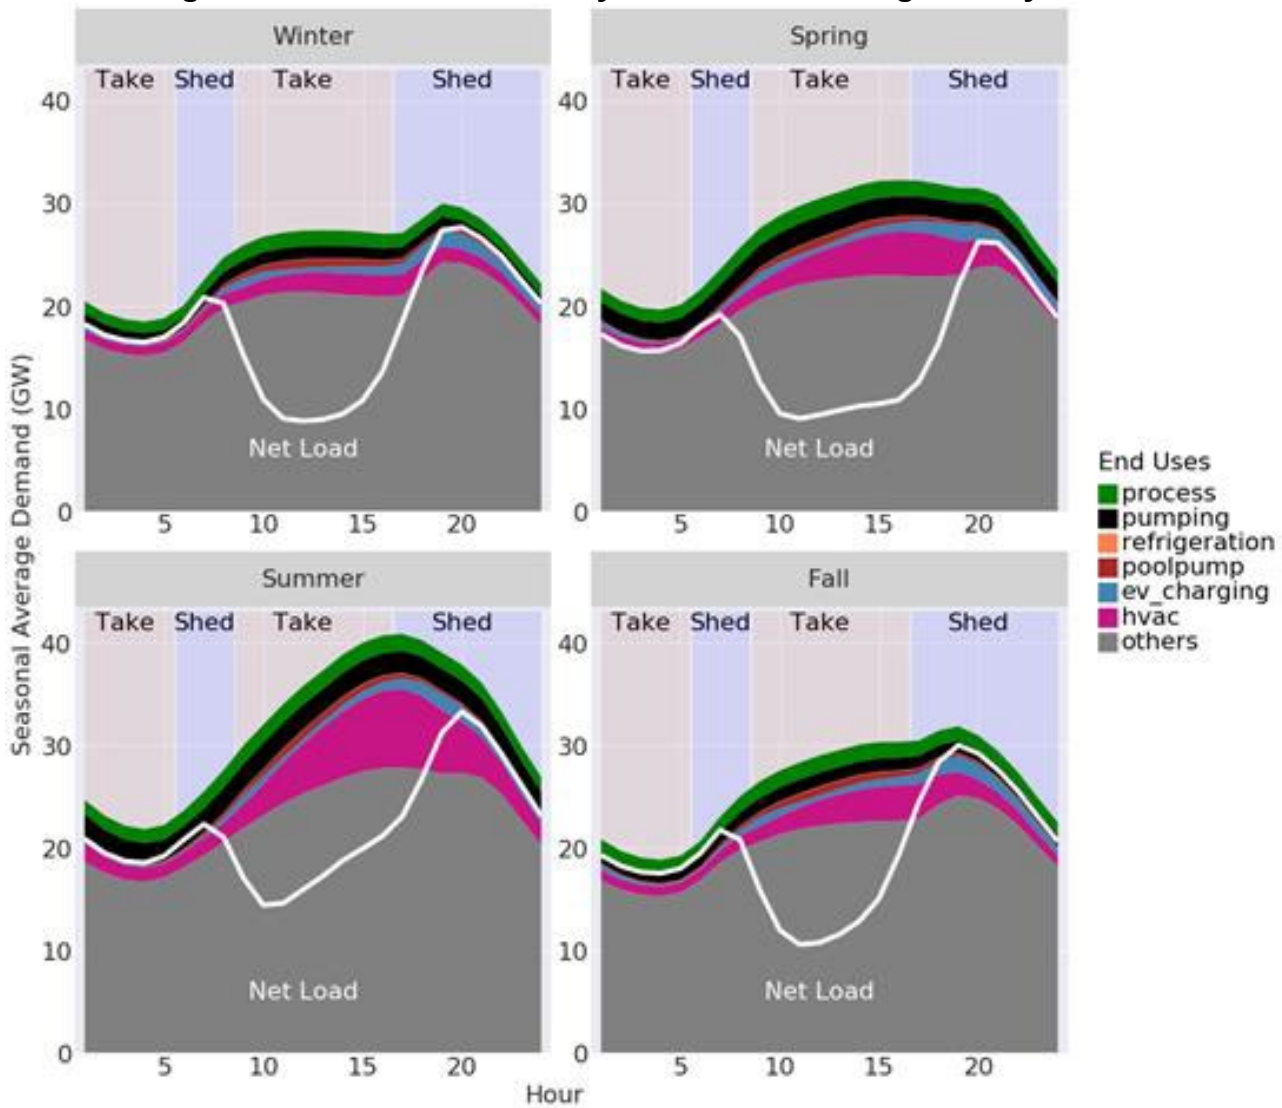 Winter
Spring
Take Shed Take Shed
Take Shed Take Shed
40
30
20
10
0
Net Load
5 10 15 20
40
30
20
10
0
Net Load
5 10 15 20
Seasonal Average Demand (GW)
End Uses
process
pumping
refrigeration
poolpump
ev_charging
hvac
others
Summer
Fall
Take Shed Take Shed
Take Shed Take Shed
40
30
20
10
0
Net Load
5 10 15 20
40
30
20
10
0
Net Load
5 10 15 20
Hour